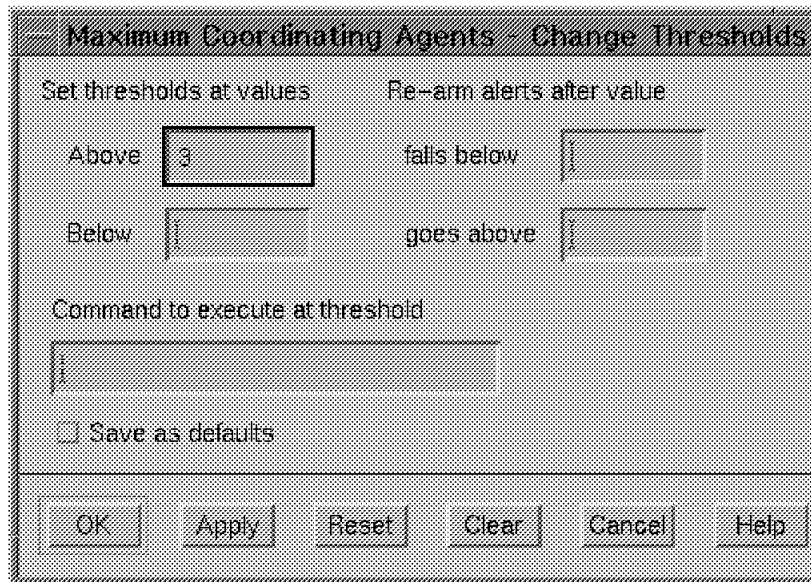 Maximum Coordinating Agents - Change Thresholds
Set thresholds at values Re-arm alerts after value
Above 3 falls below
Below goes above
Command to execute at threshold
Save as defaults
OK Apply Reset Clear Cancel Help